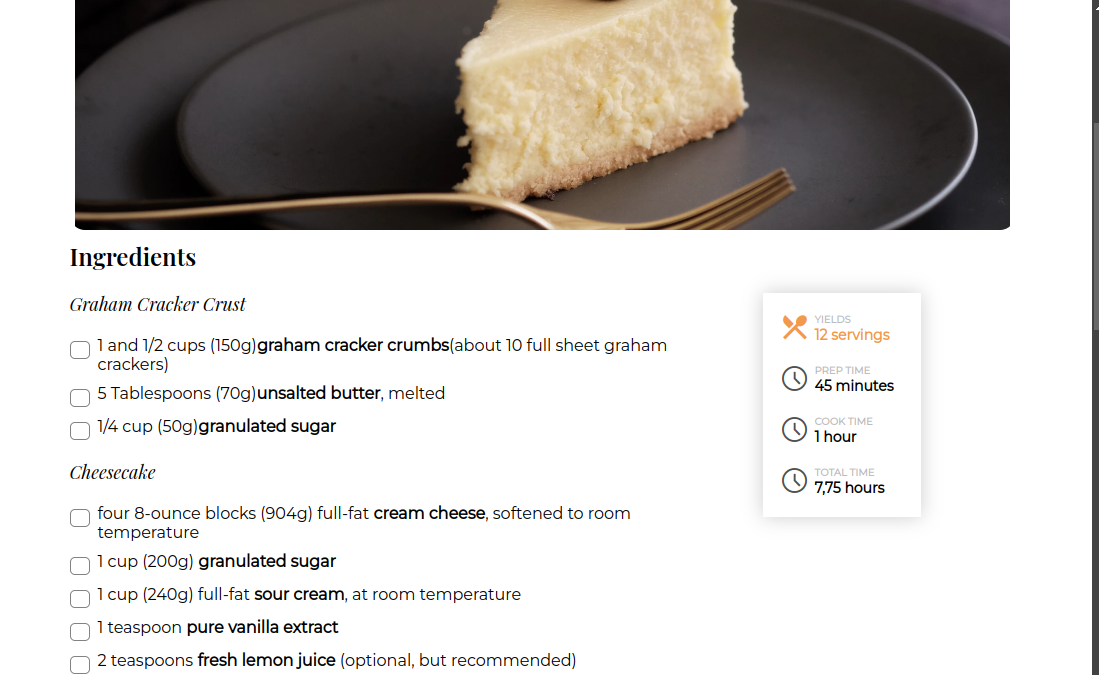 Ingredients
Graham Cracker Crust
1 and 1/2 cups (150g)graham cracker crumbs(about 10 full sheet graham
crackers)
5 Tablespoons (70g)unsalted butter, melted
1/4 cup (50g)granulated sugar
Cheesecake
four 8-ounce blocks (904g) full-fat cream cheese, softened to room
temperature
1 cup (200g) granulated sugar
1 cup (240g) full-fat sour cream, at room temperature
1 teaspoon pure vanilla extract
2 teaspoons fresh lemon juice (optional, but recommended)
YIELDS
12 servings
PREP TIME
45 minutes
COOK TIME
1 hour
TOTAL TIME
7,75 hours